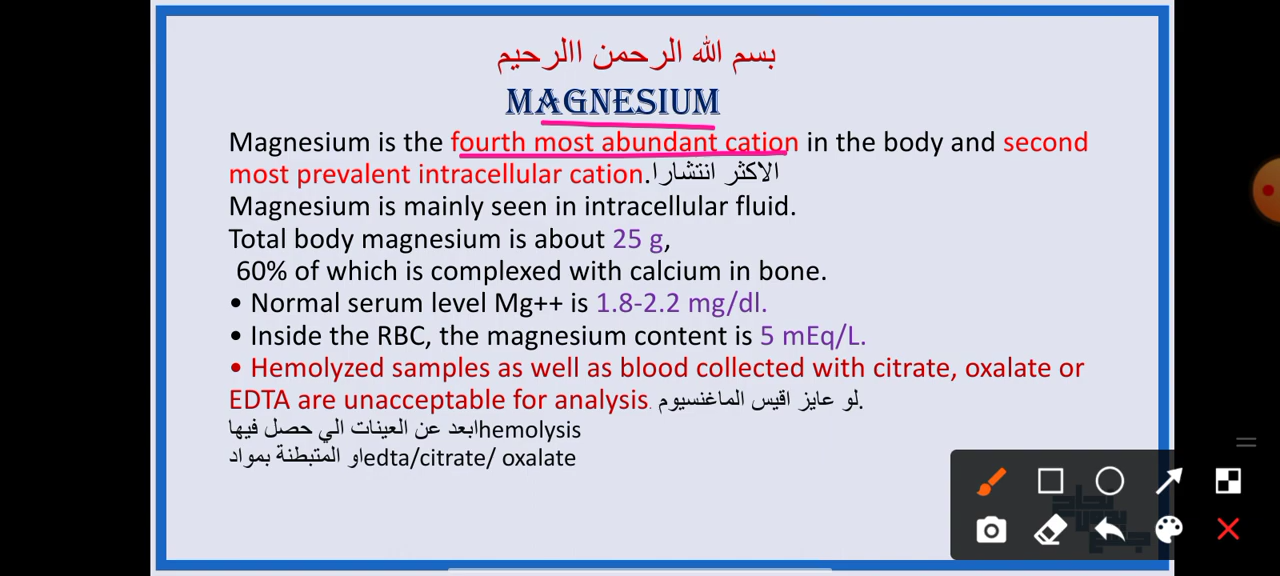 بسم الله الرحمن االرحيم
MAGNESIUM
Magnesium is the fourth most abundant cation in the body and second
most prevalent intracellular cation.الاكثر انتشارا
Magnesium is mainly seen in intracellular fluid.
Total body magnesium is about 25 g,
60% of which is complexed with calcium in bone.
• Normal serum level Mg++ is 1.8-2.2 mg/dl.
• Inside the RBC, the magnesium content is 5 mEq/L.
• Hemolyzed samples as well as blood collected with citrate, oxalate or
EDTA are unacceptable for analysis. لو عايز اقيس الماغنسيوم.
ابعد عن العينات الي حصل فيهاhemolysis
او المتبطنة بموادedta/citrate/ oxalate